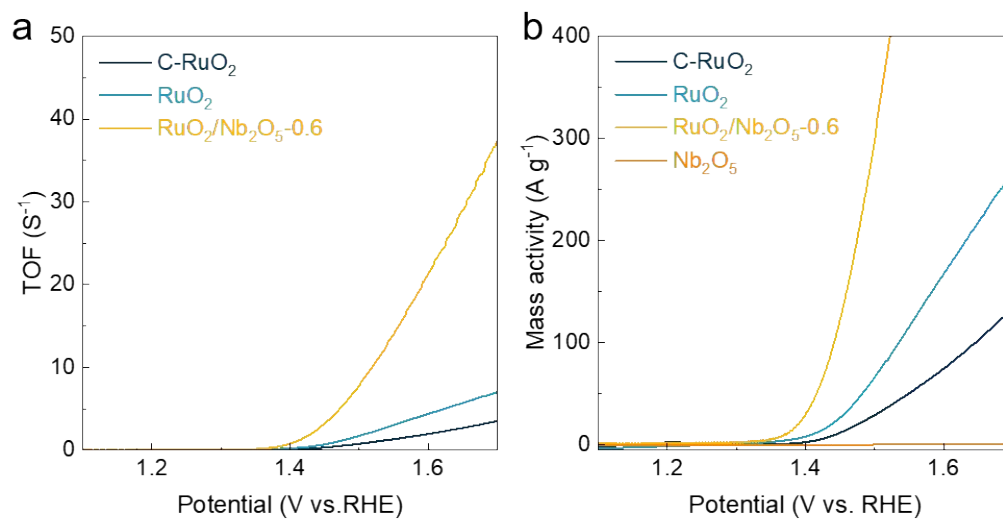 a
50
40
30
20
10
0
TOF (S⁻¹)
C-RuO₂
RuO₂
RuO₂/Nb₂O₅-0.6
1.2
1.4
1.6
Potential (V vs.RHE)
b
400
300
200
100
0
Mass activity (A g⁻¹)
C-RuO₂
RuO₂
RuO₂/Nb₂O₅-0.6
Nb₂O₅
1.2
1.4
1.6
Potential (V vs. RHE)